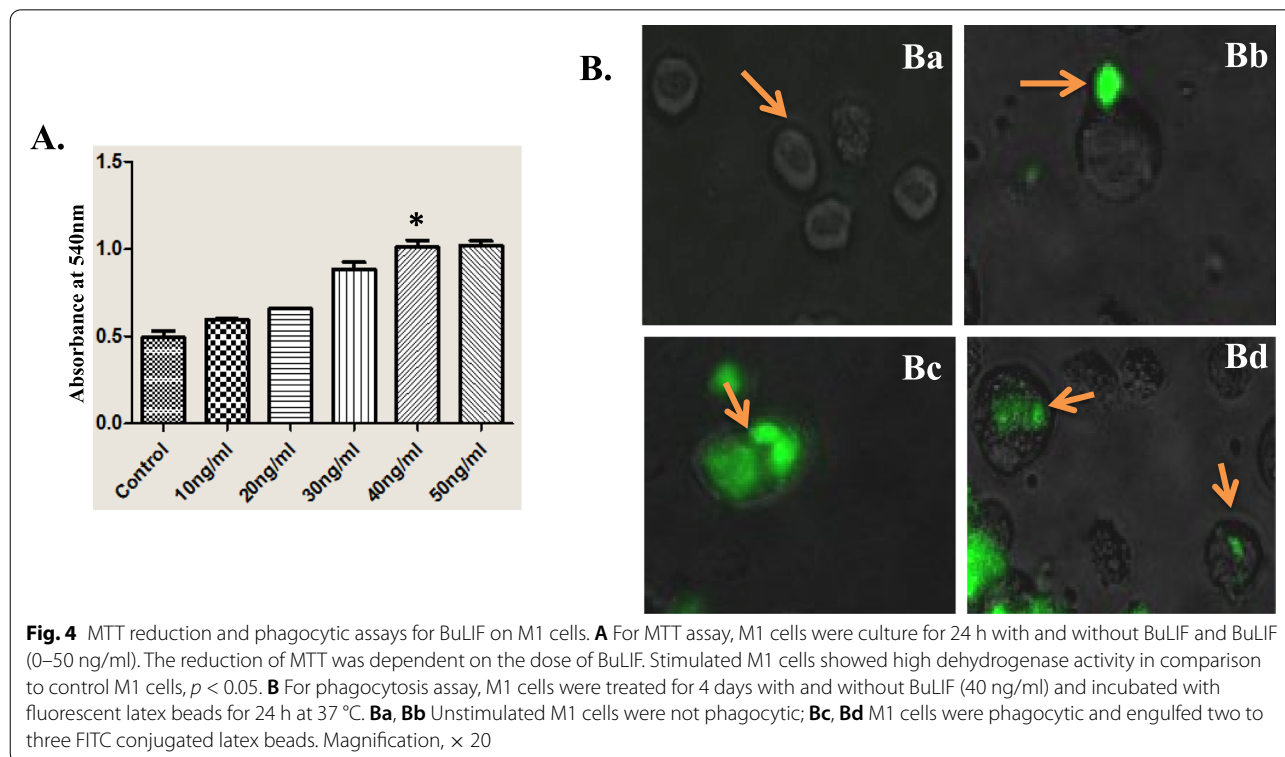 A.
Absorbance at 540nm
1.5
1.0
0.5
0.0
*
Control
10ng/ml
20ng/ml
30ng/ml
40ng/ml
50ng/ml
B.
Ba
Bb
Bc
Bd
Fig. 4 MTT reduction and phagocytic assays for BuLIF on M1 cells. A For MTT assay, M1 cells were culture for 24 h with and without BuLIF and BuLIF
(0–50 ng/ml). The reduction of MTT was dependent on the dose of BuLIF. Stimulated M1 cells showed high dehydrogenase activity in comparison
to control M1 cells, p < 0.05. B For phagocytosis assay, M1 cells were treated for 4 days with and without BuLIF (40 ng/ml) and incubated with
fluorescent latex beads for 24 h at 37 °C. Ba, Bb Unstimulated M1 cells were not phagocytic; Bc, Bd M1 cells were phagocytic and engulfed two to
three FITC conjugated latex beads. Magnification, × 20